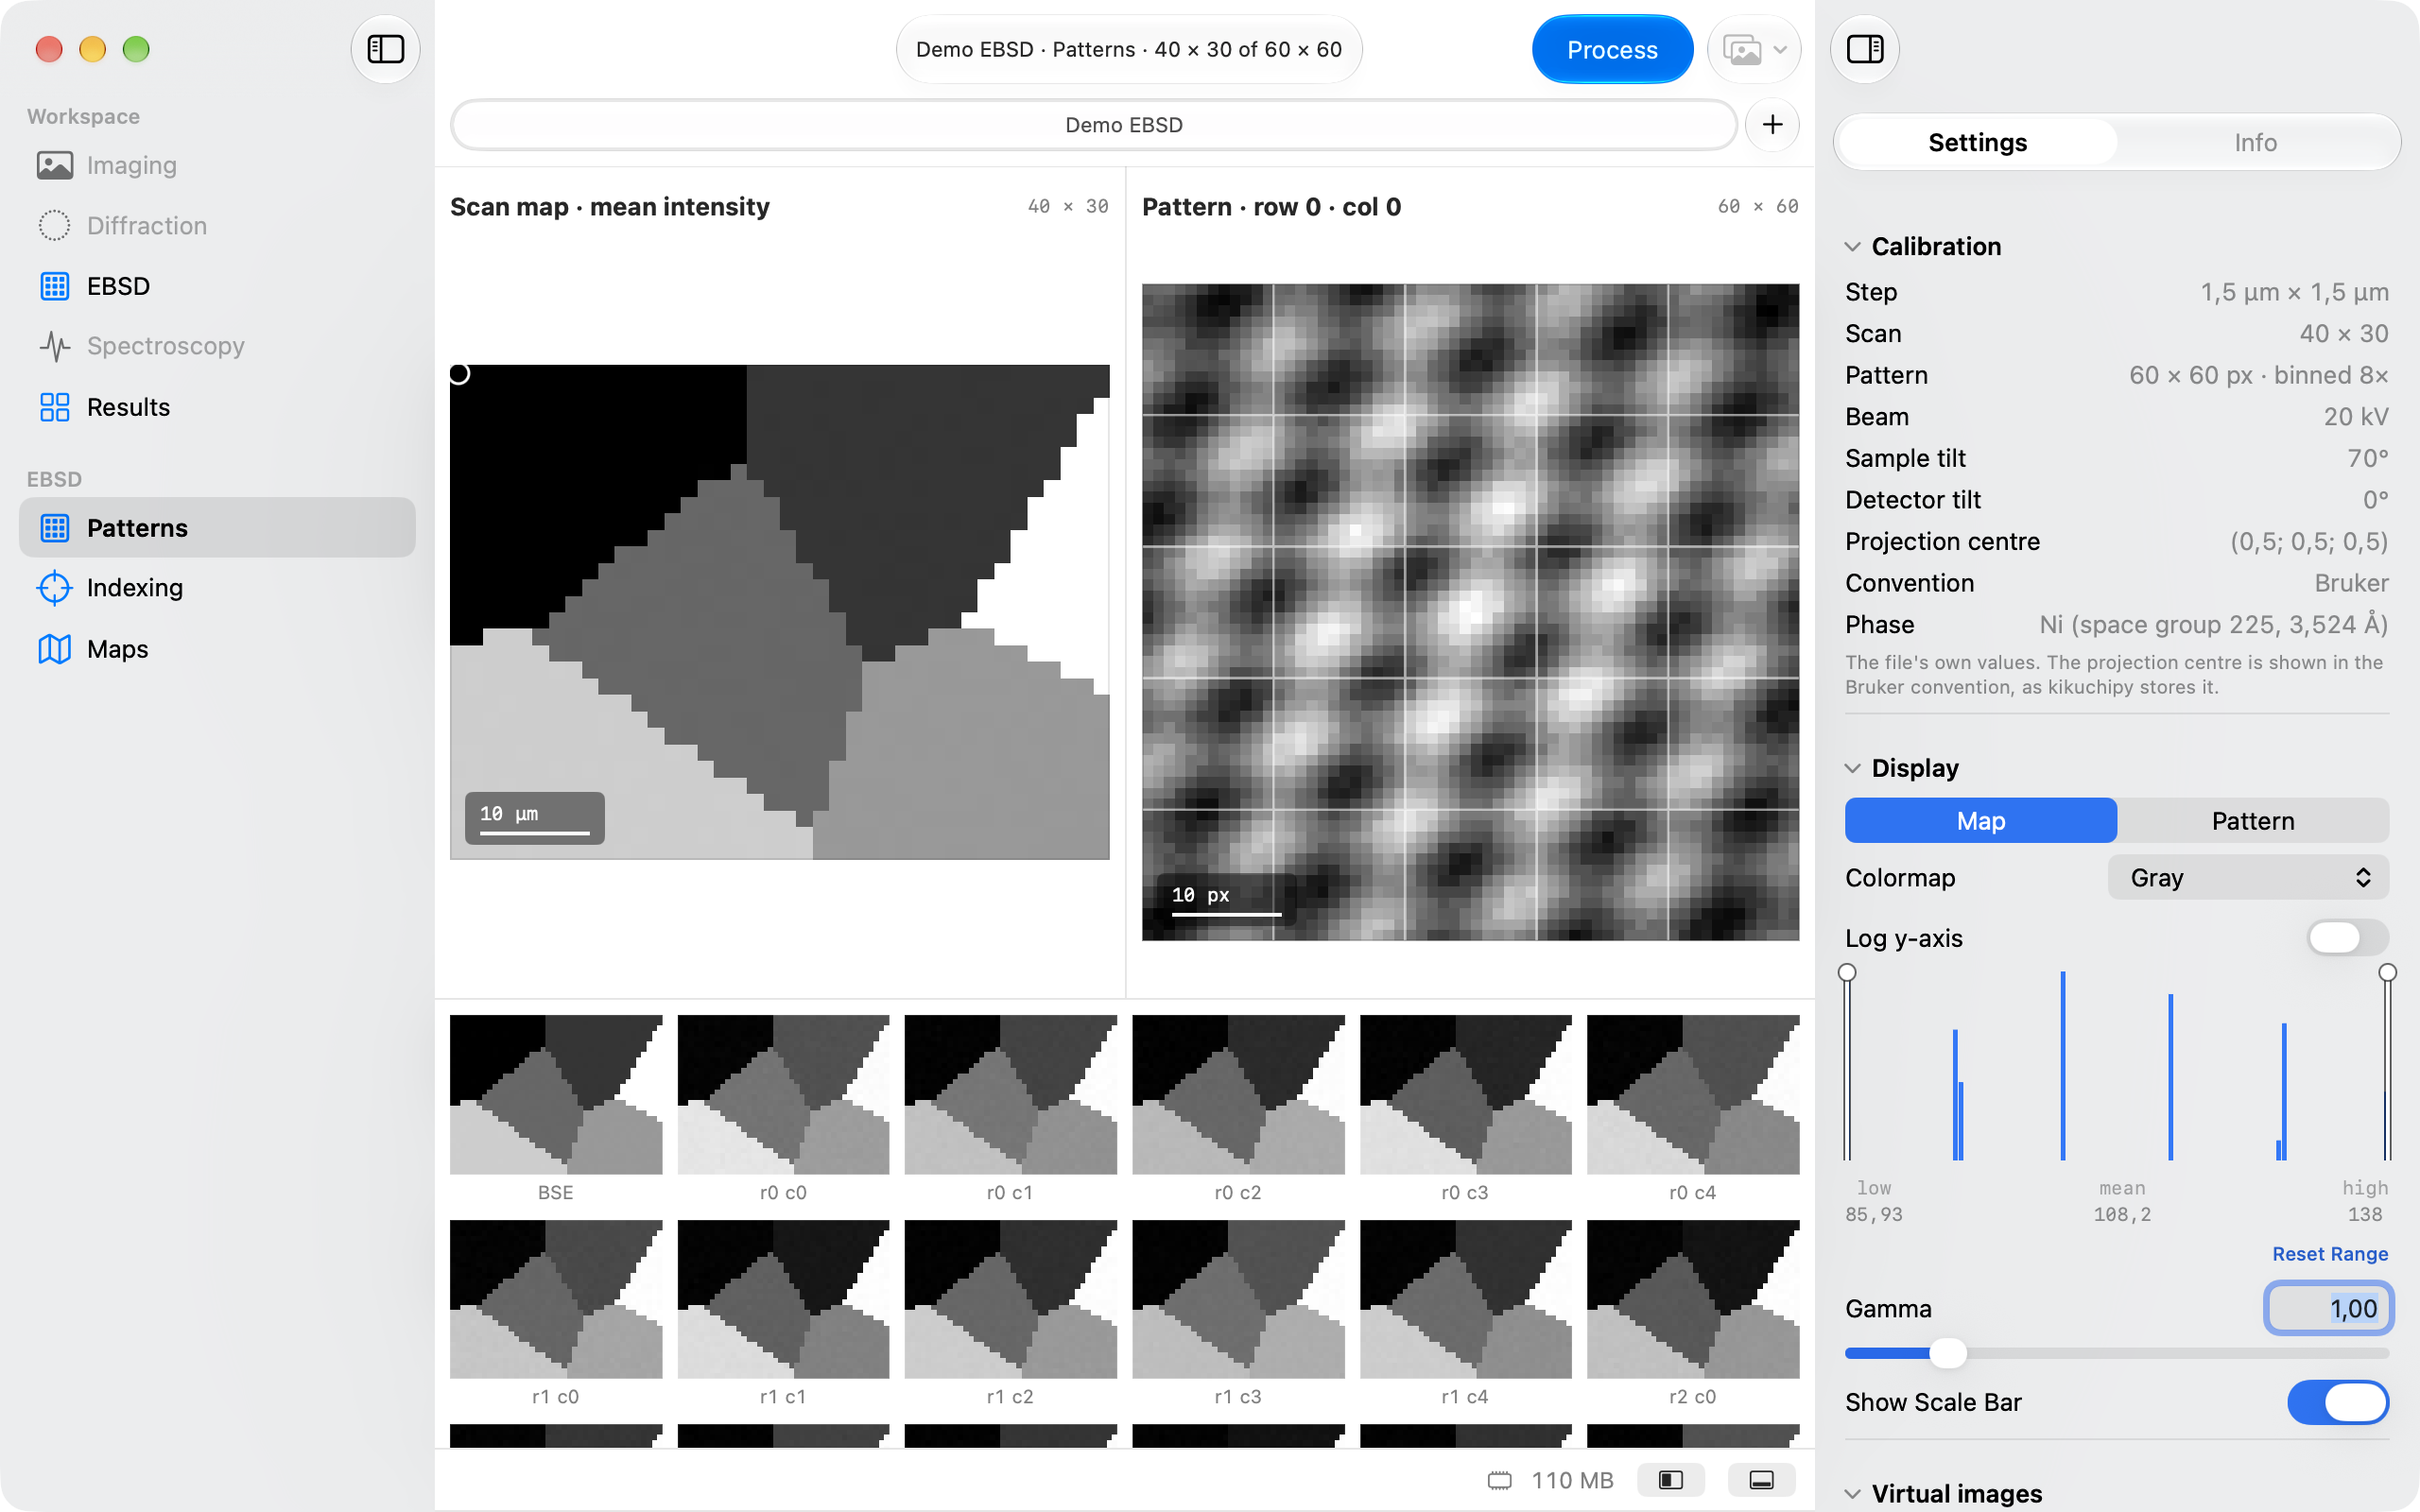 Demo EBSD · Patterns · 40 × 30 of 60 × 60
Process
Demo EBSD
Workspace
Imaging
Diffraction
EBSD
Spectroscopy
Results
EBSD
Patterns
Indexing
Maps
Scan map · mean intensity
40 × 30
10 µm
Pattern · row 0 · col 0
60 × 60
10 px
BSE
r0 c0
r0 c1
r0 c2
r0 c3
r0 c4
r1 c0
r1 c1
r1 c2
r1 c3
r1 c4
r2 c0
110 MB
Settings
Info
Calibration
Step 1,5 µm × 1,5 µm
Scan 40 × 30
Pattern 60 × 60 px · binned 8×
Beam 20 kV
Sample tilt 70°
Detector tilt 0°
Projection centre (0,5; 0,5; 0,5)
Convention Bruker
Phase Ni (space group 225, 3,524 Å)
The file's own values. The projection centre is shown in the
Bruker convention, as kikuchipy stores it.
Display
Map
Pattern
Colormap Gray
Log y-axis
low mean high
85,93 108,2 138
Reset Range
Gamma 1,00
Show Scale Bar
Virtual images